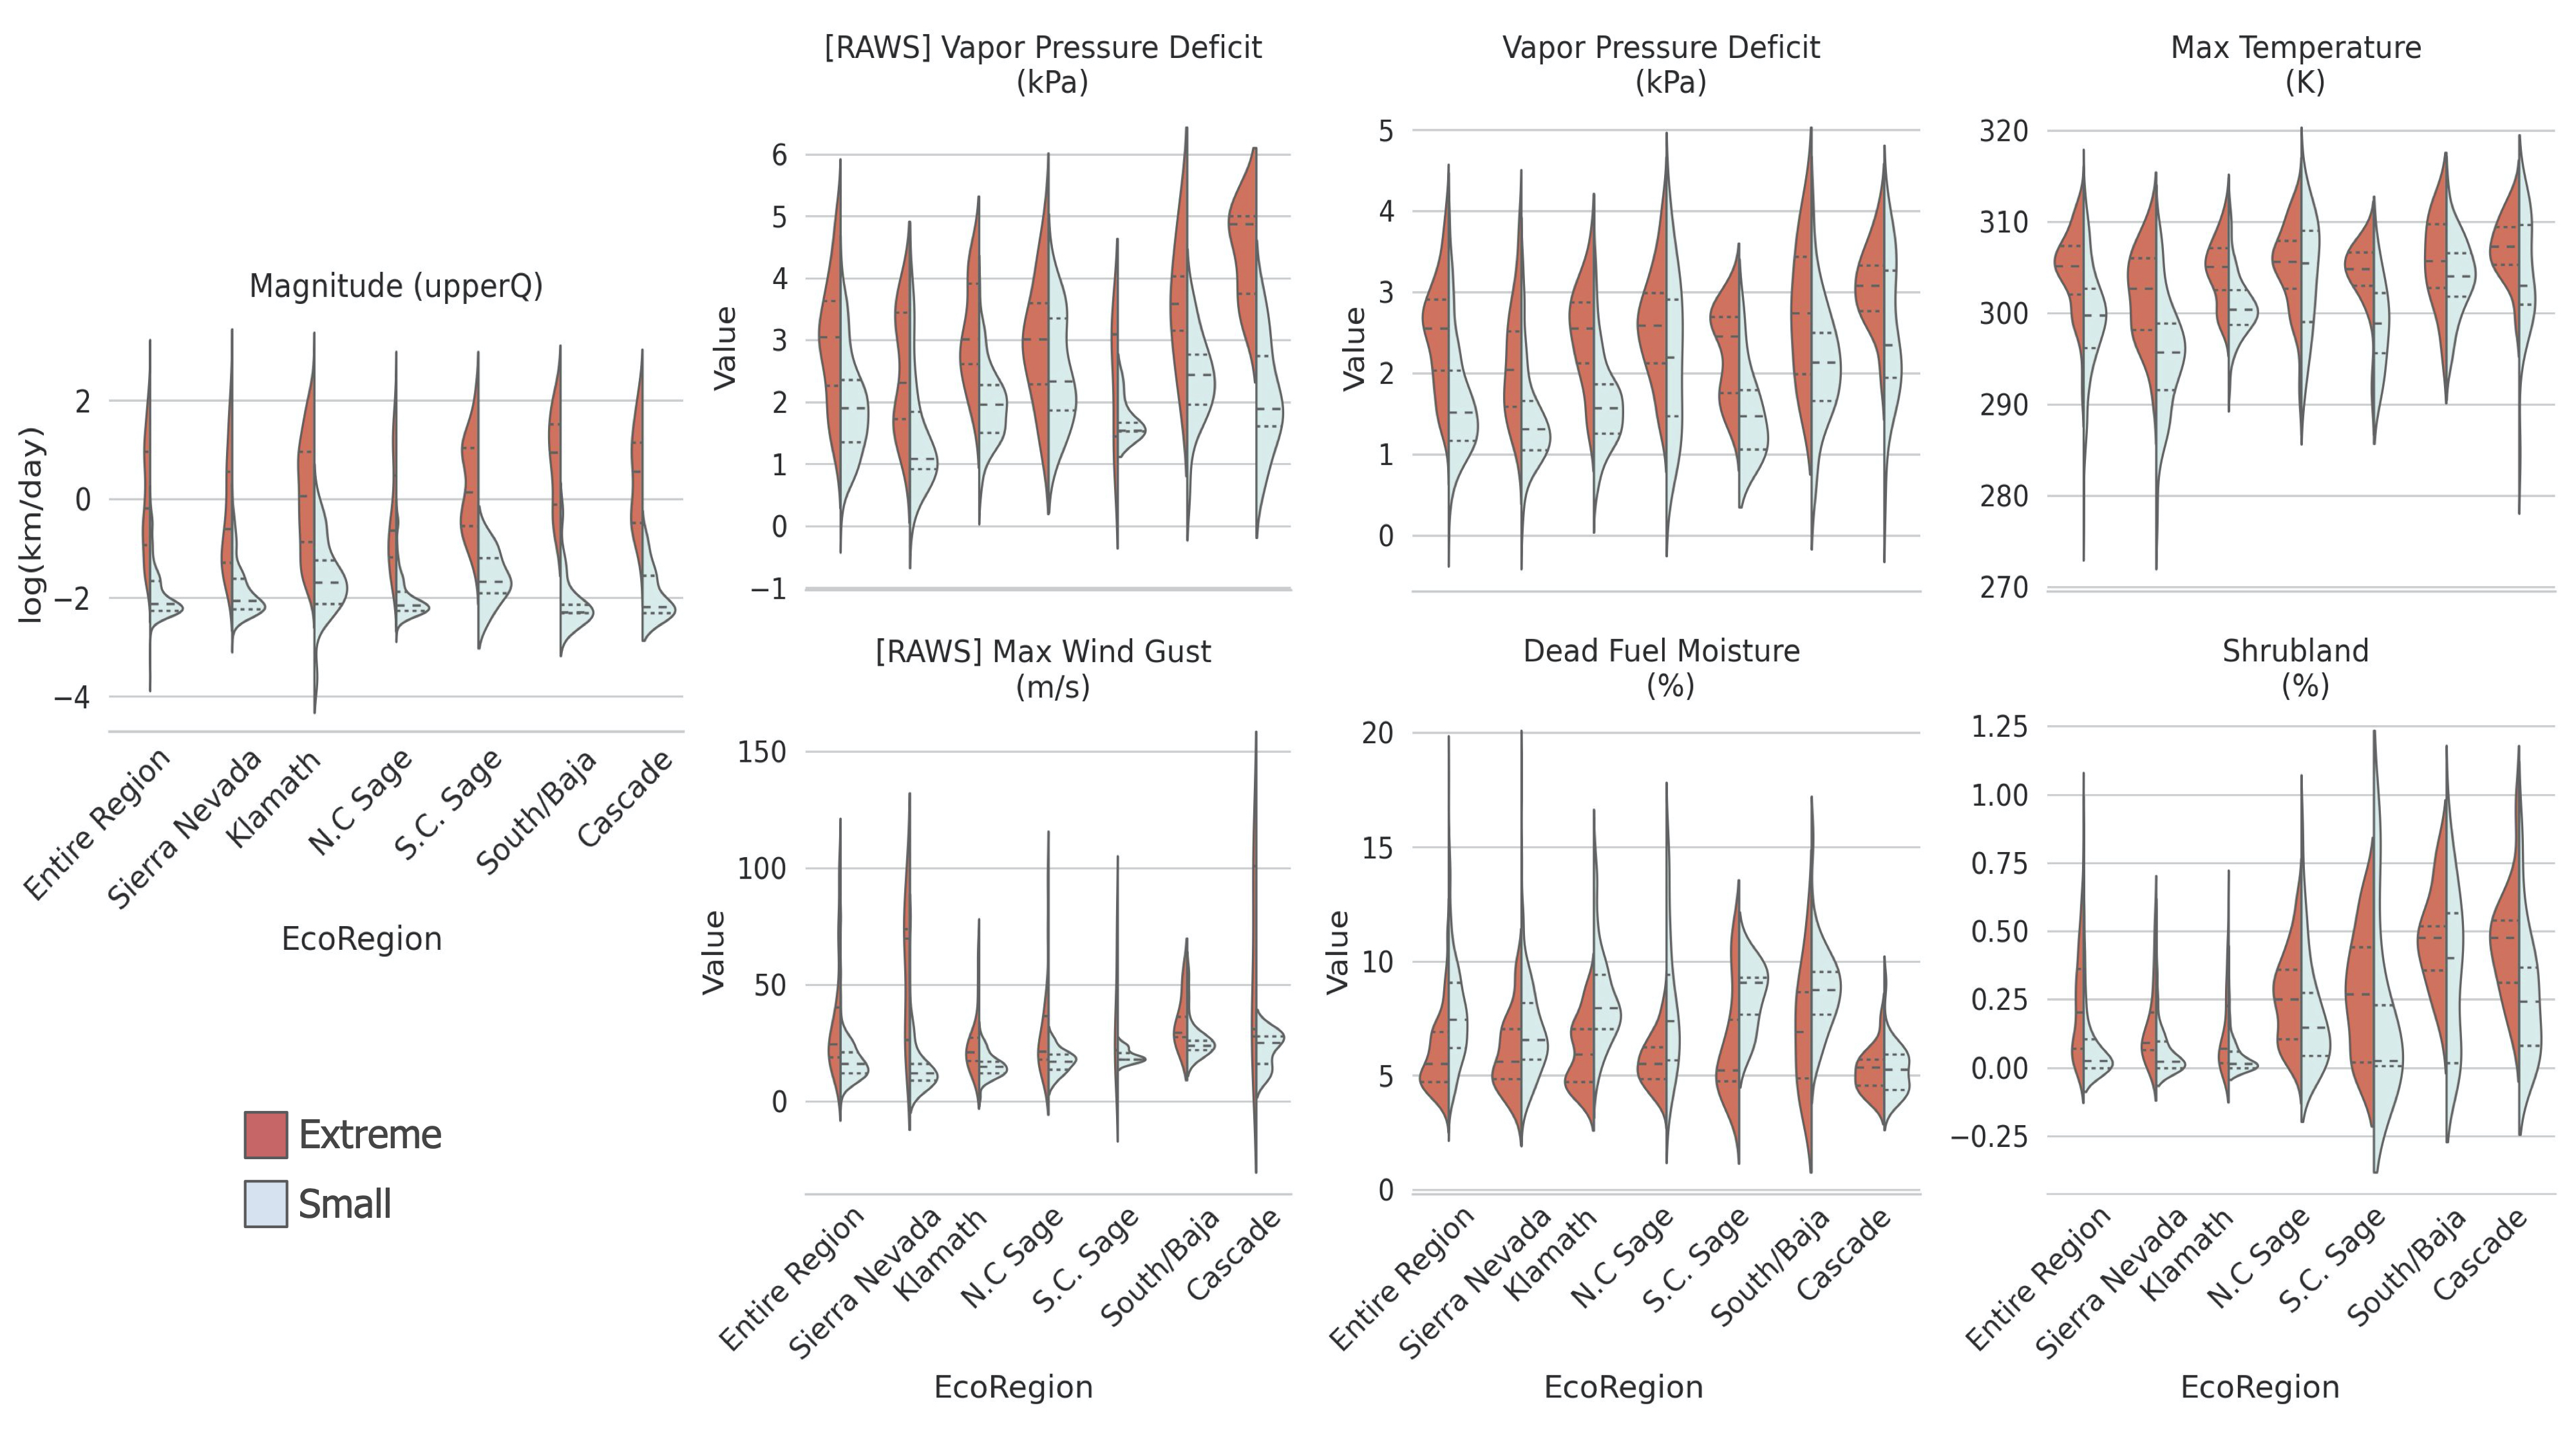 Magnitude (upperQ)
log(km/day)
2
0
−2
−4
Entire Region
Sierra Nevada
Klamath
N.C Sage
S.C. Sage
South/Baja
Cascade
EcoRegion
Extreme
Small
[RAWS] Vapor Pressure Deficit
(kPa)
Value
6
5
4
3
2
1
0
−1
Vapor Pressure Deficit
(kPa)
Value
5
4
3
2
1
0
Max Temperature
(K)
320
310
300
290
280
270
[RAWS] Max Wind Gust
(m/s)
Value
150
100
50
0
Entire Region
Sierra Nevada
Klamath
N.C Sage
S.C. Sage
South/Baja
Cascade
EcoRegion
Dead Fuel Moisture
(%)
Value
20
15
10
5
0
Entire Region
Sierra Nevada
Klamath
N.C Sage
S.C. Sage
South/Baja
Cascade
EcoRegion
Shrubland
(%)
1.25
1.00
0.75
0.50
0.25
0.00
−0.25
Entire Region
Sierra Nevada
Klamath
N.C Sage
S.C. Sage
South/Baja
Cascade
EcoRegion